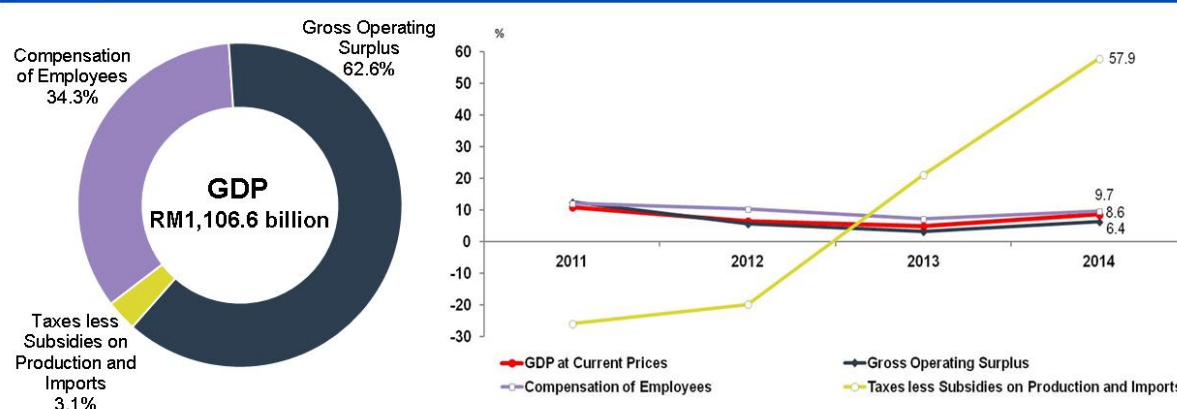 Gross Operating
Surplus
62.6%
Compensation
of Employees
34.3%
GDP
RM1,106.6 billion
Taxes less
Subsidies on
Production and
Imports
3.1%
%
60
50
40
30
20
10
0
-10
-20
-30
2011
2012
2013
2014
57.9
9.7
8.6
6.4
GDP at Current Prices
Gross Operating Surplus
Compensation of Employees
Taxes less Subsidies on Production and Imports